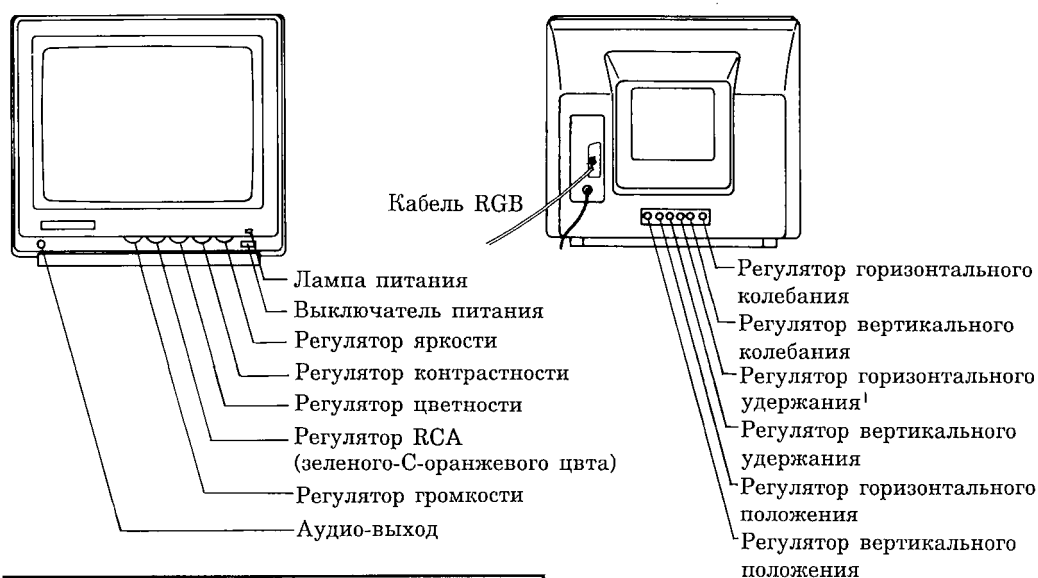 Кабель RGB
Лампа питания
Выключатель питания
Регулятор яркости
Регулятор контрастности
Регулятор цветности
Регулятор RCA
(зеленого-С-оранжевого цвта)
Регулятор громкости
Аудио-выход
Регулятор горизонтального
колебания
Регулятор вертикального
колебания
Регулятор горизонтального
удержания¹
Регулятор вертикального
удержания
Регулятор горизонтального
положения
Регулятор вертикального
положения